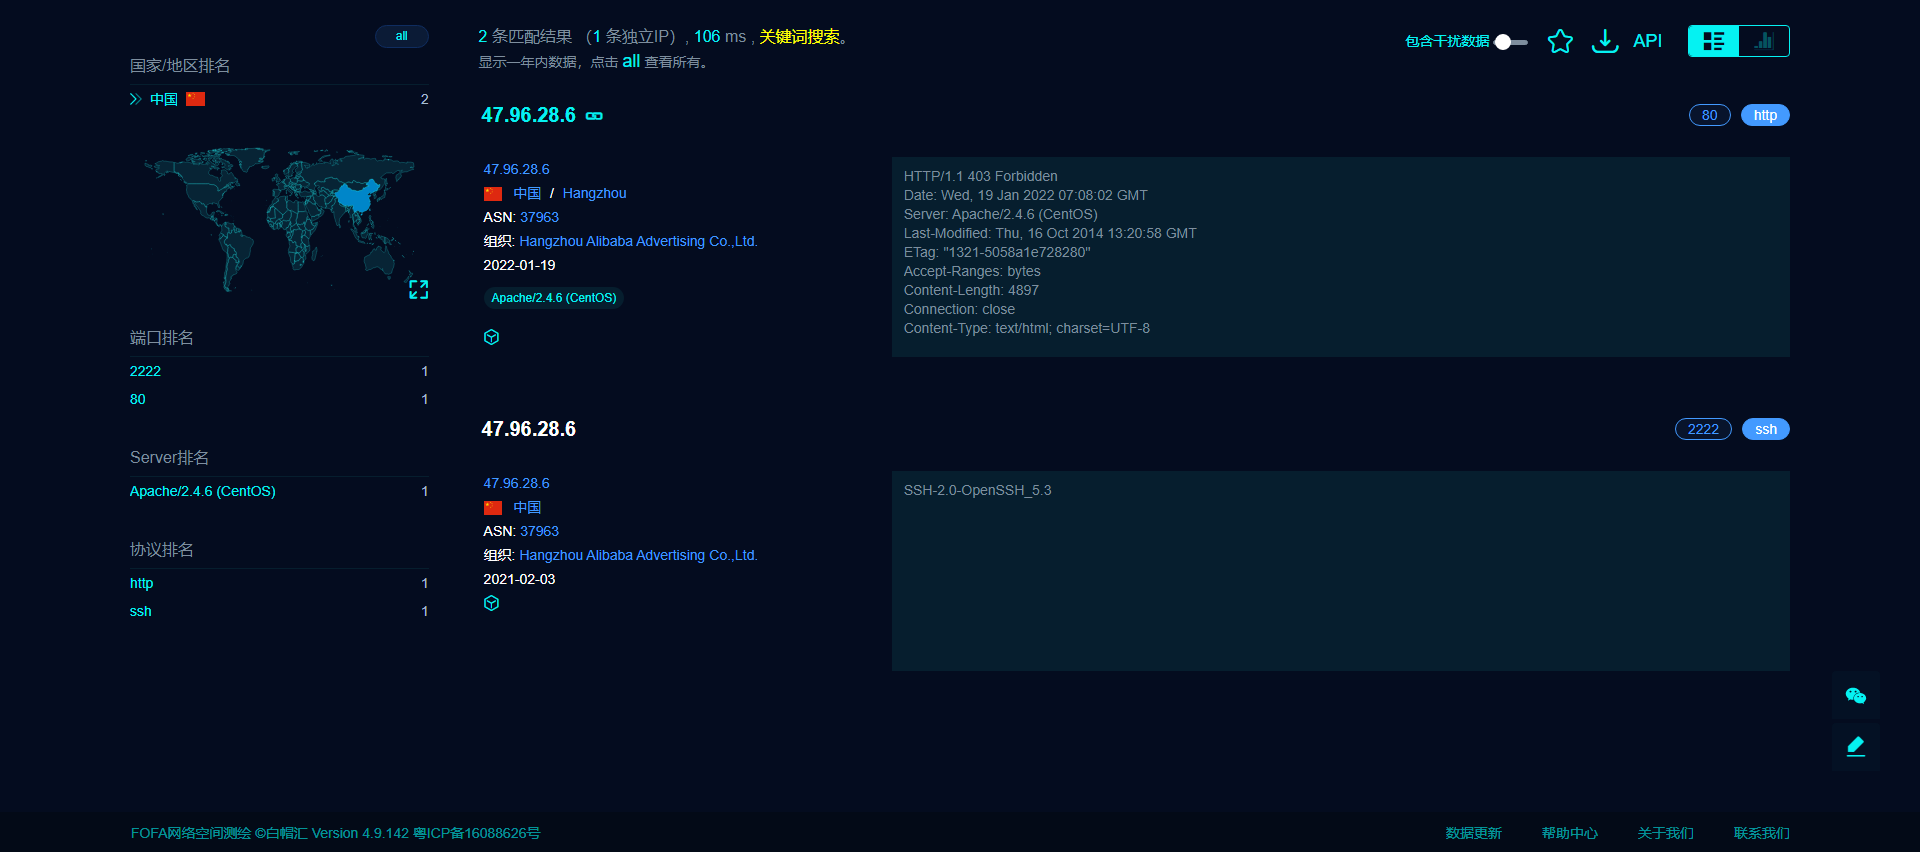 all
国家/地区排名
中国 2
端口排名
2222 1
80 1
Server排名
Apache/2.4.6 (CentOS) 1
协议排名
http 1
ssh 1
2 条匹配结果 （1 条独立IP）, 106 ms , 关键词搜索。
显示一年内数据，点击 all 查看所有。
包含干扰数据
API
47.96.28.6
80 http
47.96.28.6
中国 / Hangzhou
ASN: 37963
组织: Hangzhou Alibaba Advertising Co.,Ltd.
2022-01-19
Apache/2.4.6 (CentOS)
HTTP/1.1 403 Forbidden
Date: Wed, 19 Jan 2022 07:08:02 GMT
Server: Apache/2.4.6 (CentOS)
Last-Modified: Thu, 16 Oct 2014 13:20:58 GMT
ETag: "1321-5058a1e728280"
Accept-Ranges: bytes
Content-Length: 4897
Connection: close
Content-Type: text/html; charset=UTF-8
47.96.28.6
2222 ssh
47.96.28.6
中国
ASN: 37963
组织: Hangzhou Alibaba Advertising Co.,Ltd.
2021-02-03
SSH-2.0-OpenSSH_5.3
FOFA网络空间测绘 ©白帽汇 Version 4.9.142 粤ICP备16088626号
数据更新 帮助中心 关于我们 联系我们